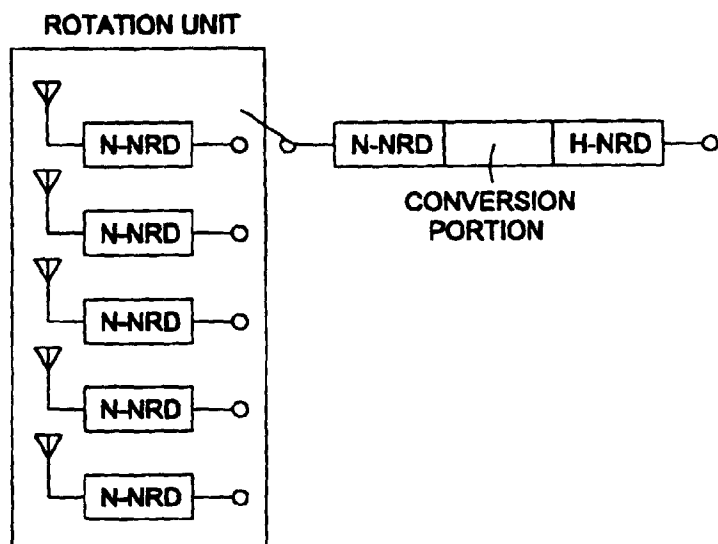 ROTATION UNIT
N-NRD
N-NRD
H-NRD
CONVERSION
PORTION
N-NRD
N-NRD
N-NRD
N-NRD